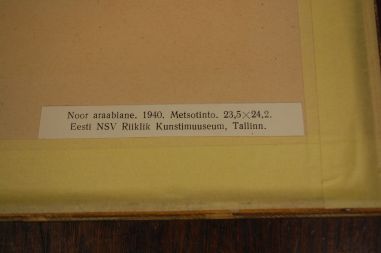 Noor araablane. 1940. Metsotinto. 23,5×24,2.
Eesti NSV Riiklik Kunstimuuseum, Tallinn.